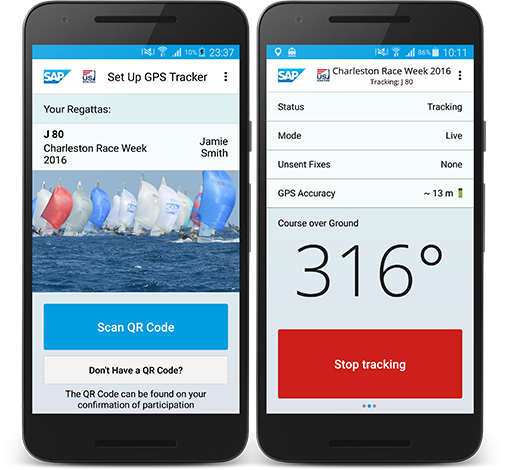 10% 23:37
SAP US Set Up GPS Tracker
Your Regattas:
J 80
Charleston Race Week
2016
Jamie
Smith
SAP
Scan QR Code
Don't Have a QR Code?
The QR Code can be found on your
confirmation of participation
86% 10:11
SAP US Charleston Race Week 2016
Tracking: J 80
Status Tracking
Mode Live
Unsent Fixes None
GPS Accuracy ~ 13 m
Course over Ground
316°
Stop tracking